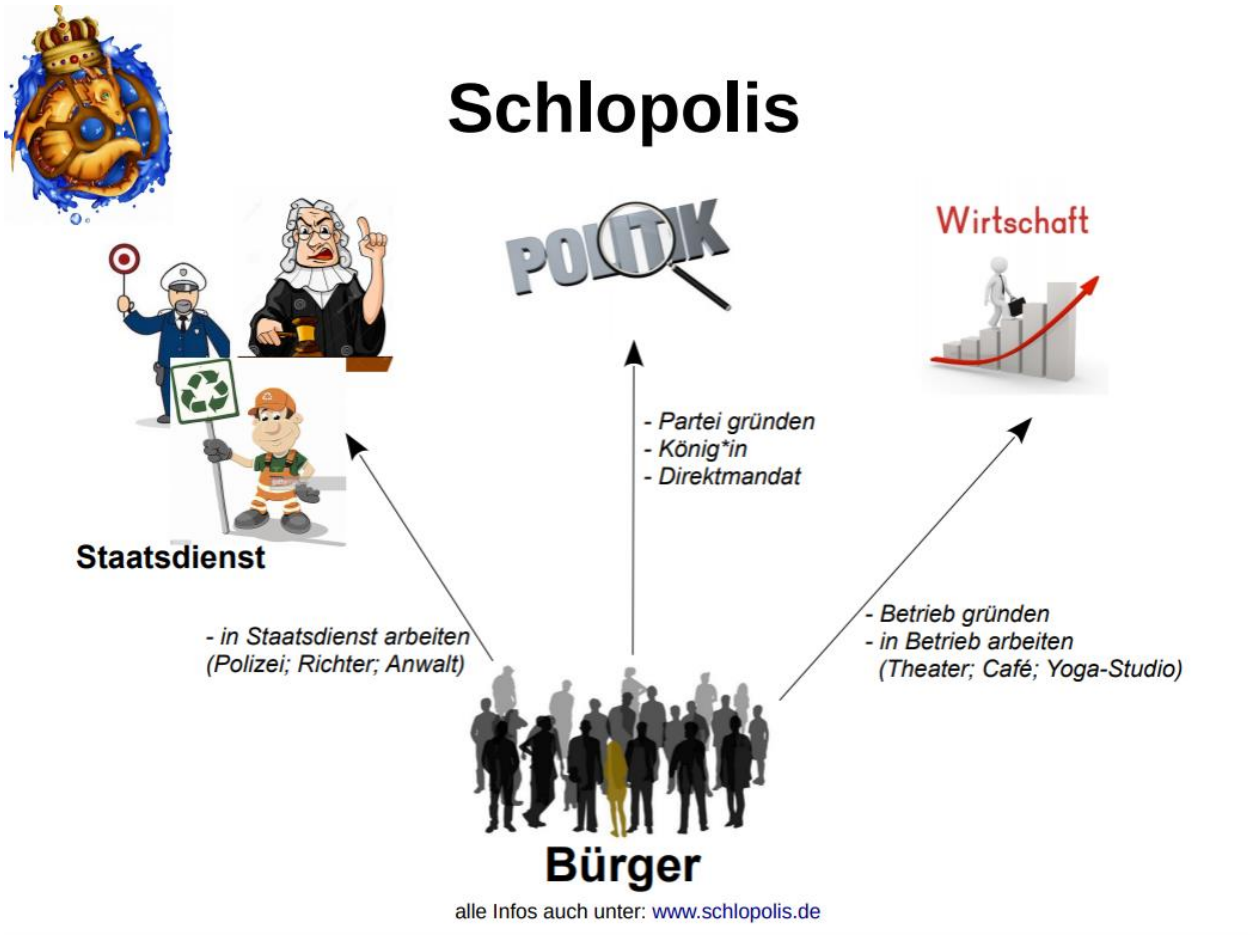 Schlopolis
POLITIK
Wirtschaft
- Partei gründen
- König*in
- Direktmandat
Staatsdienst
- in Staatsdienst arbeiten
(Polizei; Richter; Anwalt)
- Betrieb gründen
- in Betrieb arbeiten
(Theater; Café; Yoga-Studio)
Bürger
alle Infos auch unter: www.schlopolis.de